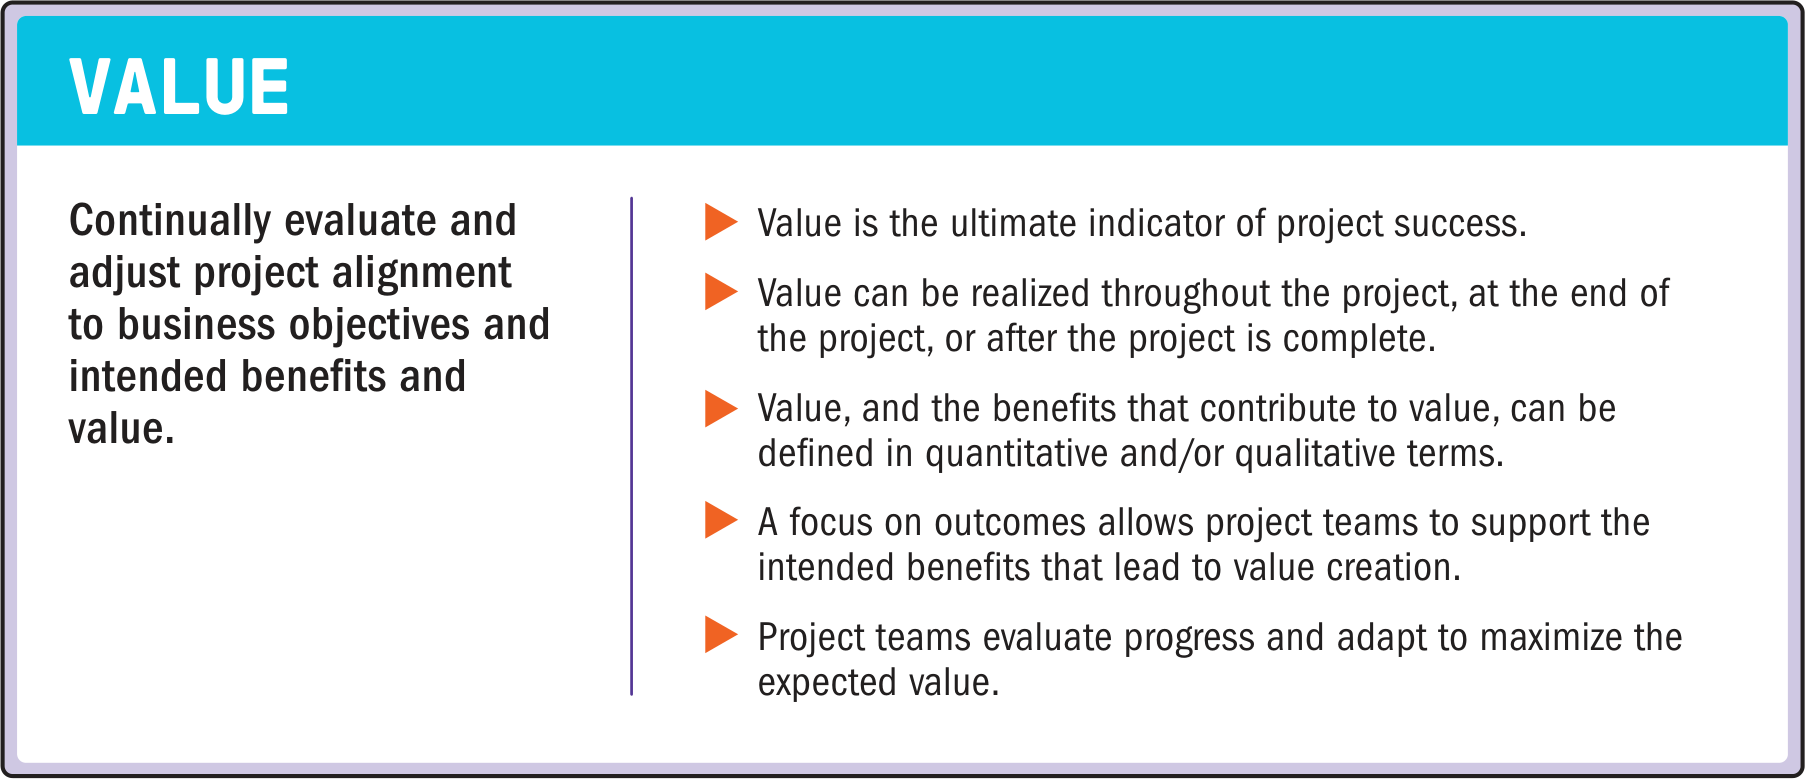 VALUE
Continually evaluate and
adjust project alignment
to business objectives and
intended benefits and
value.
Value is the ultimate indicator of project success.
Value can be realized throughout the project, at the end of
the project, or after the project is complete.
Value, and the benefits that contribute to value, can be
defined in quantitative and/or qualitative terms.
A focus on outcomes allows project teams to support the
intended benefits that lead to value creation.
Project teams evaluate progress and adapt to maximize the
expected value.